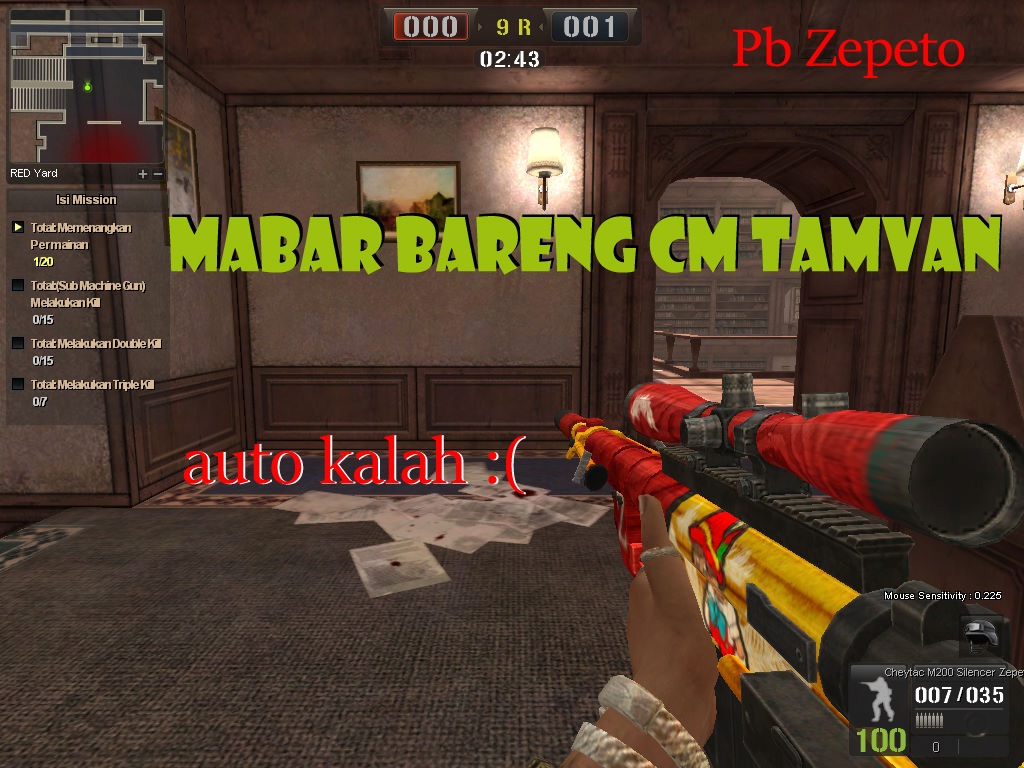 000 9 R 001
02:43
Pb Zepeto
RED Yard + −
Isi Mission
MABAR BARENG CM TAMVAN
Total: Memenangkan
Permainan
1/20
Total:(Sub Machine Gun)
Melakukan Kill
0/15
Total: Melakukan Double Kill
0/15
Total: Melakukan Triple Kill
0/7
auto kalah :(
Mouse Sensitivity : 0.225
Cheytac M200 Silencer Zepe
007/035
100
0